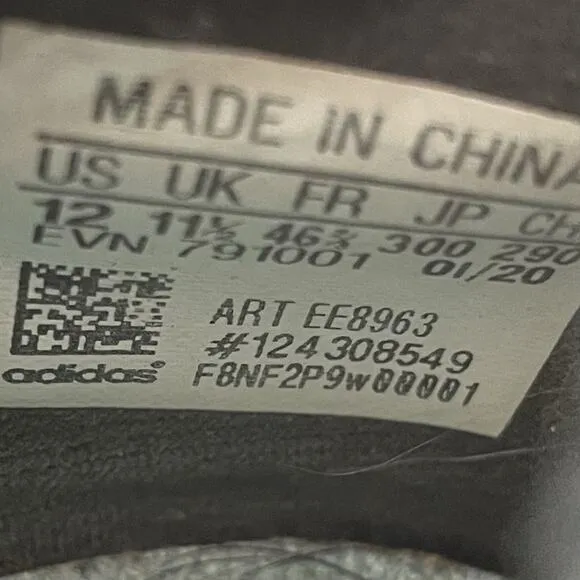 MADE IN CHINA
US UK FR JP CH
12 11½ 46⅔ 300 290
EVN 791001 01/20
ART EE8963
#124308549
adidas® F8NF2P9w00001